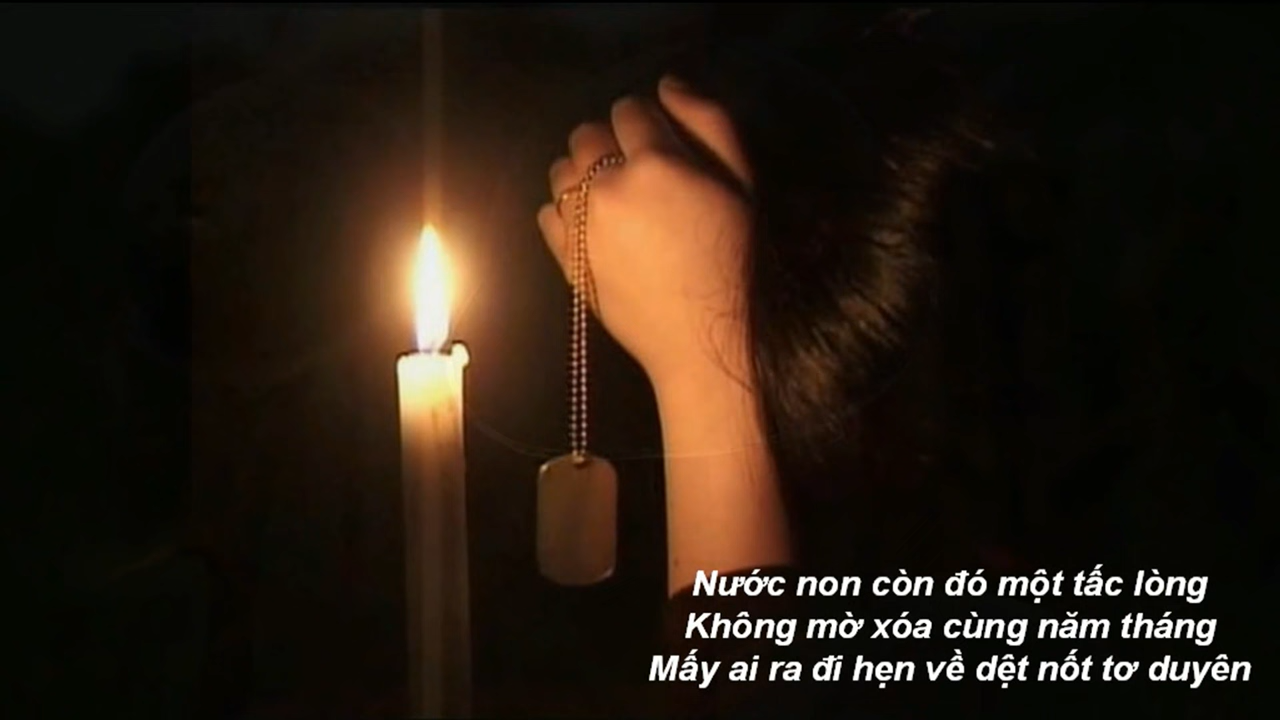 Nước non còn đó một tấc lòng
Không mờ xóa cùng năm tháng
Mấy ai ra đi hẹn về dệt nốt tơ duyên